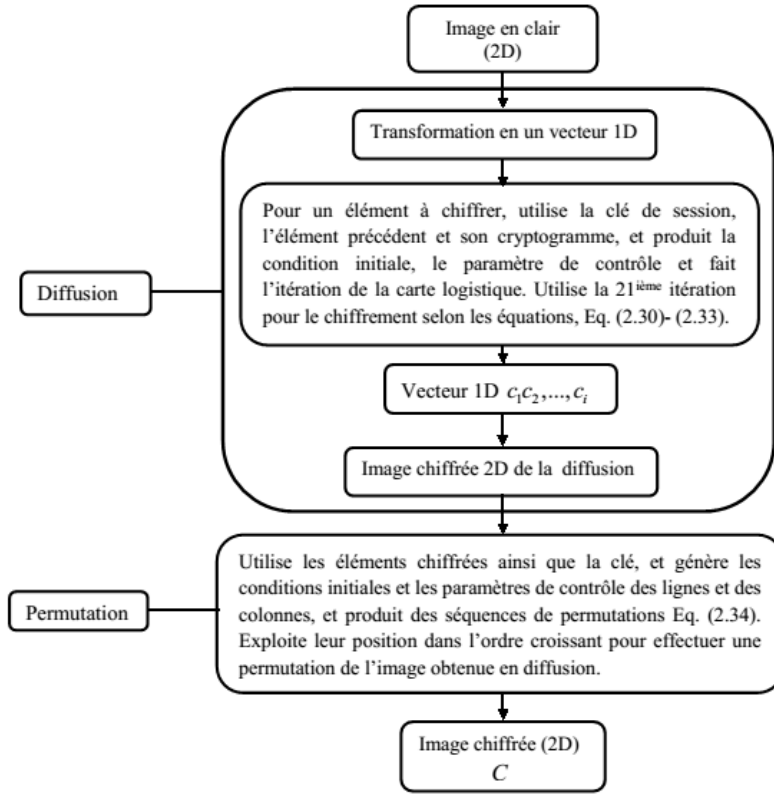 Image en clair
(2D)
Transformation en un vecteur 1D
Pour un élément à chiffrer, utilise la clé de session,
l'élément précédent et son cryptogramme, et produit la
condition initiale, le paramètre de contrôle et fait
l'itération de la carte logistique. Utilise la 21ième itération
pour le chiffrement selon les équations, Eq. (2.30)- (2.33).
Diffusion
Vecteur 1D c₁c₂,...,cᵢ
Image chiffrée 2D de la diffusion
Utilise les éléments chiffrées ainsi que la clé, et génère les
conditions initiales et les paramètres de contrôle des lignes et des
colonnes, et produit des séquences de permutations Eq. (2.34).
Exploite leur position dans l'ordre croissant pour effectuer une
permutation de l'image obtenue en diffusion.
Permutation
Image chiffrée (2D)
C